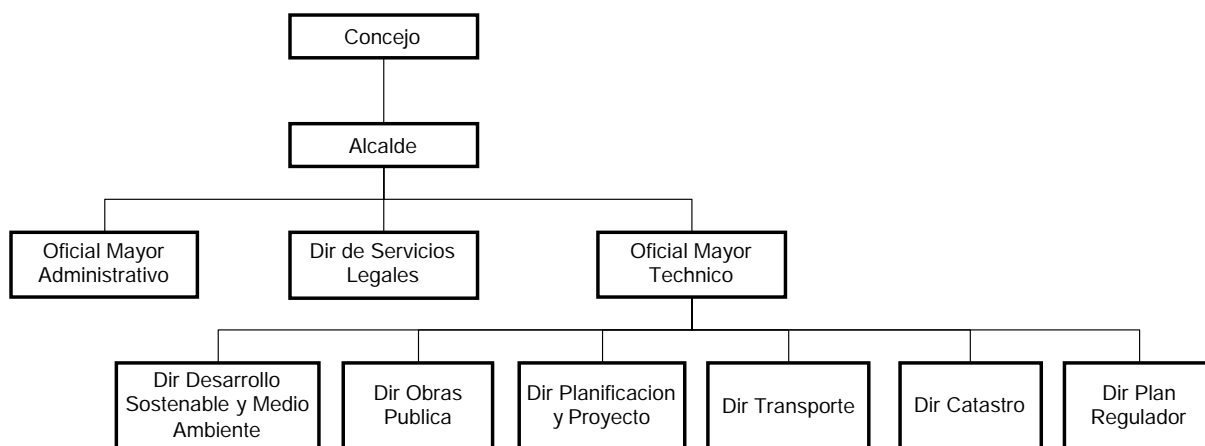 Concejo
Alcalde
Oficial Mayor
Administrativo
Dir de Servicios
Legales
Oficial Mayor
Technico
Dir Desarrollo
Sostenable y Medio
Ambiente
Dir Obras
Publica
Dir Planificacion
y Proyecto
Dir Transporte
Dir Catastro
Dir Plan
Regulador